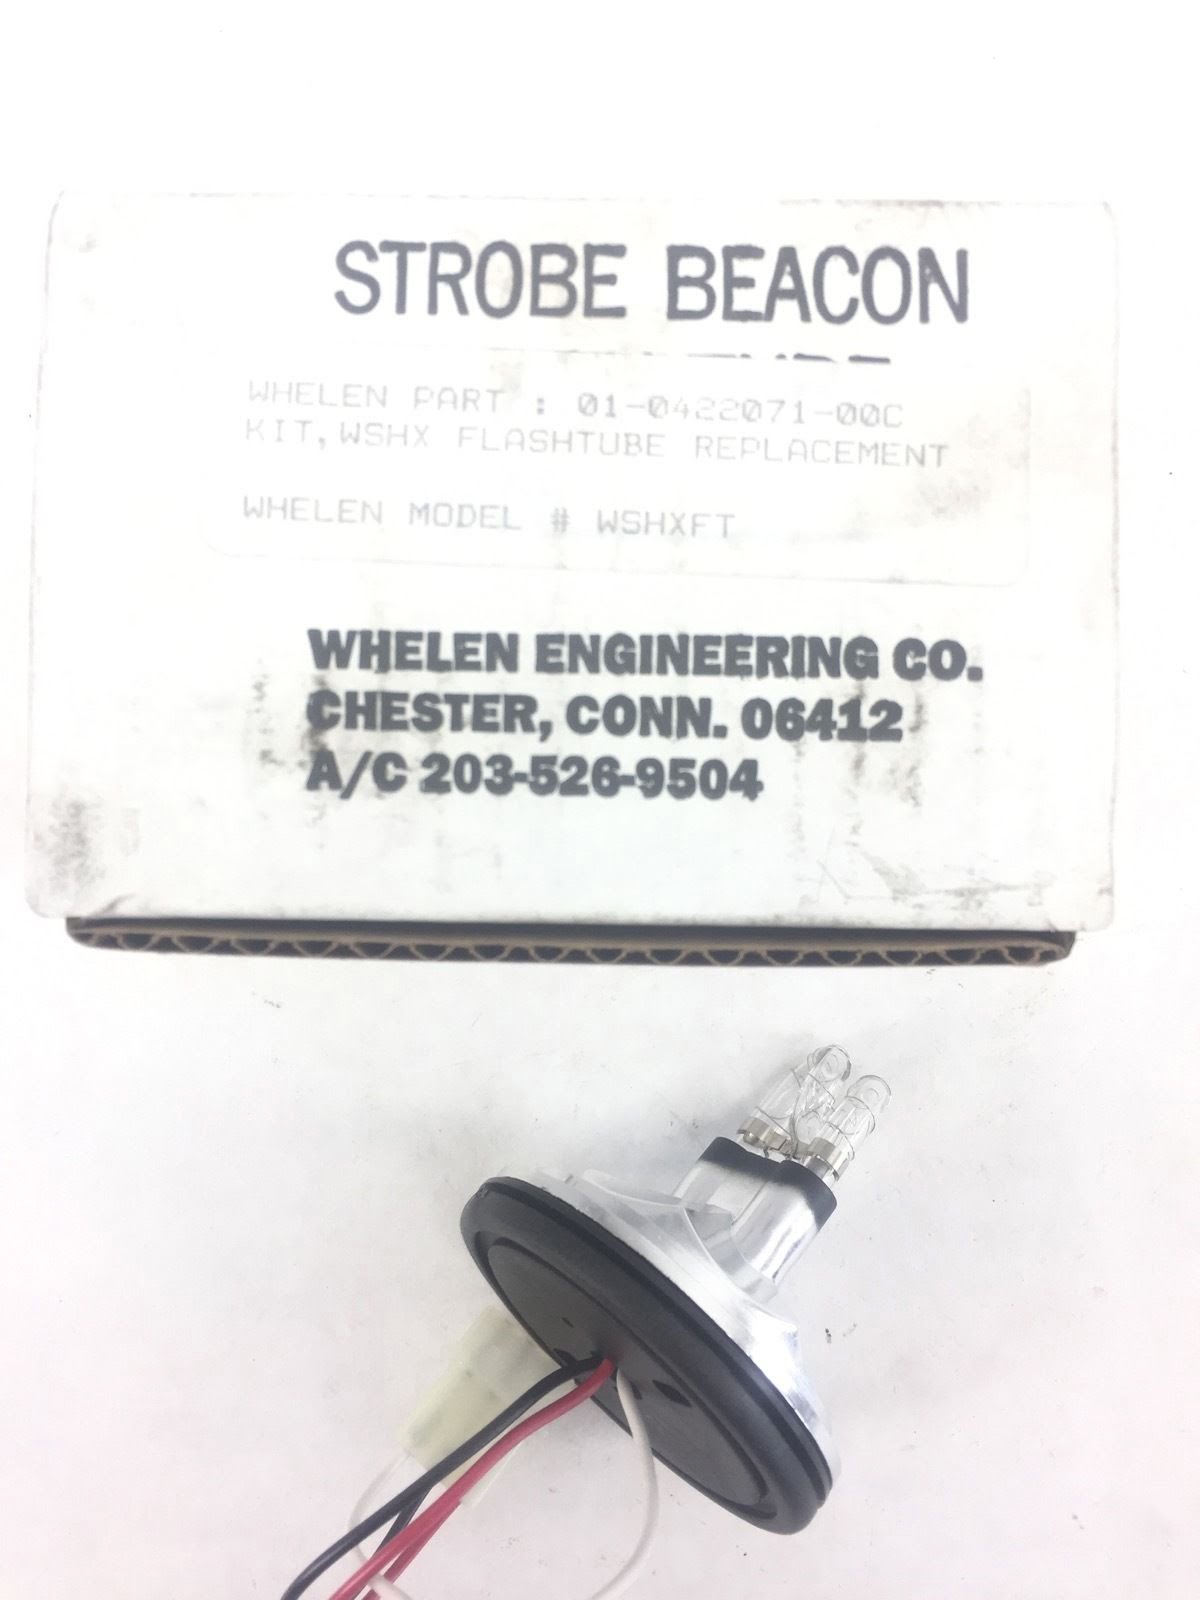 STROBE BEACON
WHELEN PART : 01-0422071-00C
KIT, WSHX FLASHTUBE REPLACEMENT
WHELEN MODEL # WSHXFT
WHELEN ENGINEERING CO.
CHESTER, CONN. 06412
A/C 203-526-9504